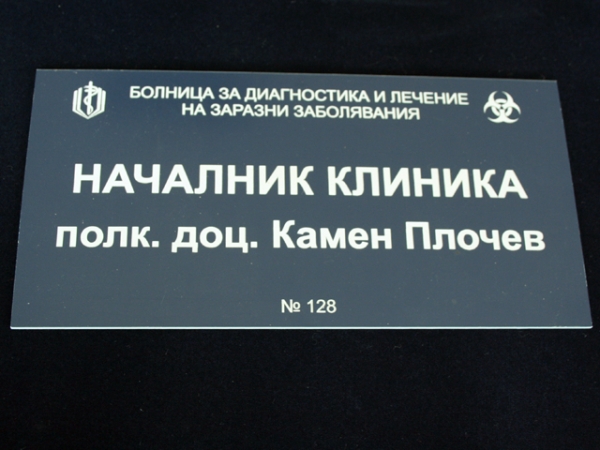 БОЛНИЦА ЗА ДИАГНОСТИКА И ЛЕЧЕНИЕ
НА ЗАРАЗНИ ЗАБОЛЯВАНИЯ
НАЧАЛНИК КЛИНИКА
полк. доц. Камен Плочев
№ 128